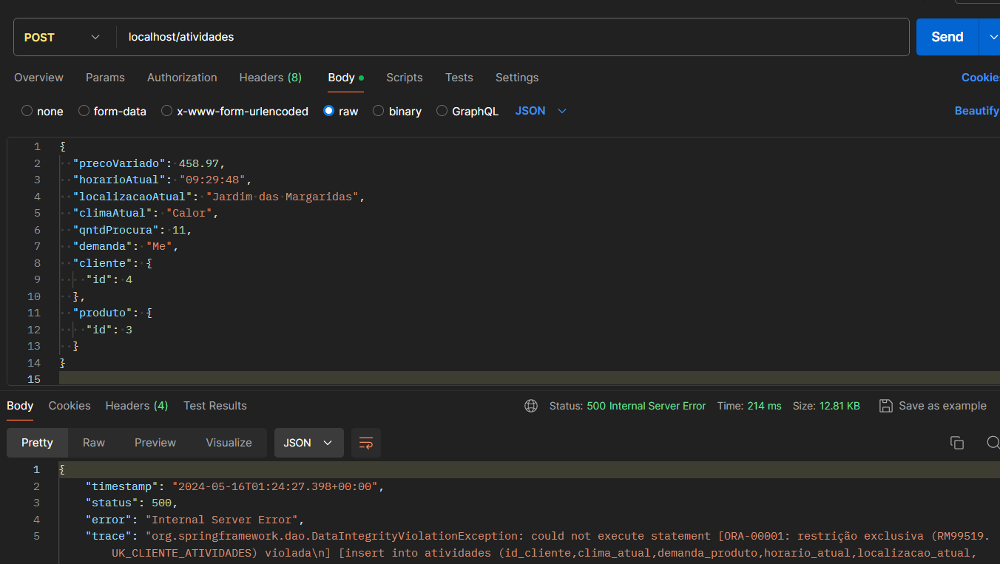 POST localhost/atividades Send
Overview Params Authorization Headers (8) Body Scripts Tests Settings Cookies
none form-data x-www-form-urlencoded raw binary GraphQL JSON Beautify
1 {
2 "precoVariado": 458.97,
3 "horarioAtual": "09:29:48",
4 "localizacaoAtual": "Jardim das Margaridas",
5 "climaAtual": "Calor",
6 "qntdProcura": 11,
7 "demanda": "Me",
8 "cliente": {
9 "id": 4
10 },
11 "produto": {
12 "id": 3
13 }
14 }
15
Body Cookies Headers (4) Test Results Status: 500 Internal Server Error Time: 214 ms Size: 12.81 KB Save as example
Pretty Raw Preview Visualize JSON
1 {
2 "timestamp": "2024-05-16T01:24:27.398+00:00",
3 "status": 500,
4 "error": "Internal Server Error",
5 "trace": "org.springframework.dao.DataIntegrityViolationException: could not execute statement [ORA-00001: restrição exclusiva (RM99519.
UK_CLIENTE_ATIVIDADES) violada\n] [insert into atividades (id_cliente,clima_atual,demanda_produto,horario_atual,localizacao_atual,